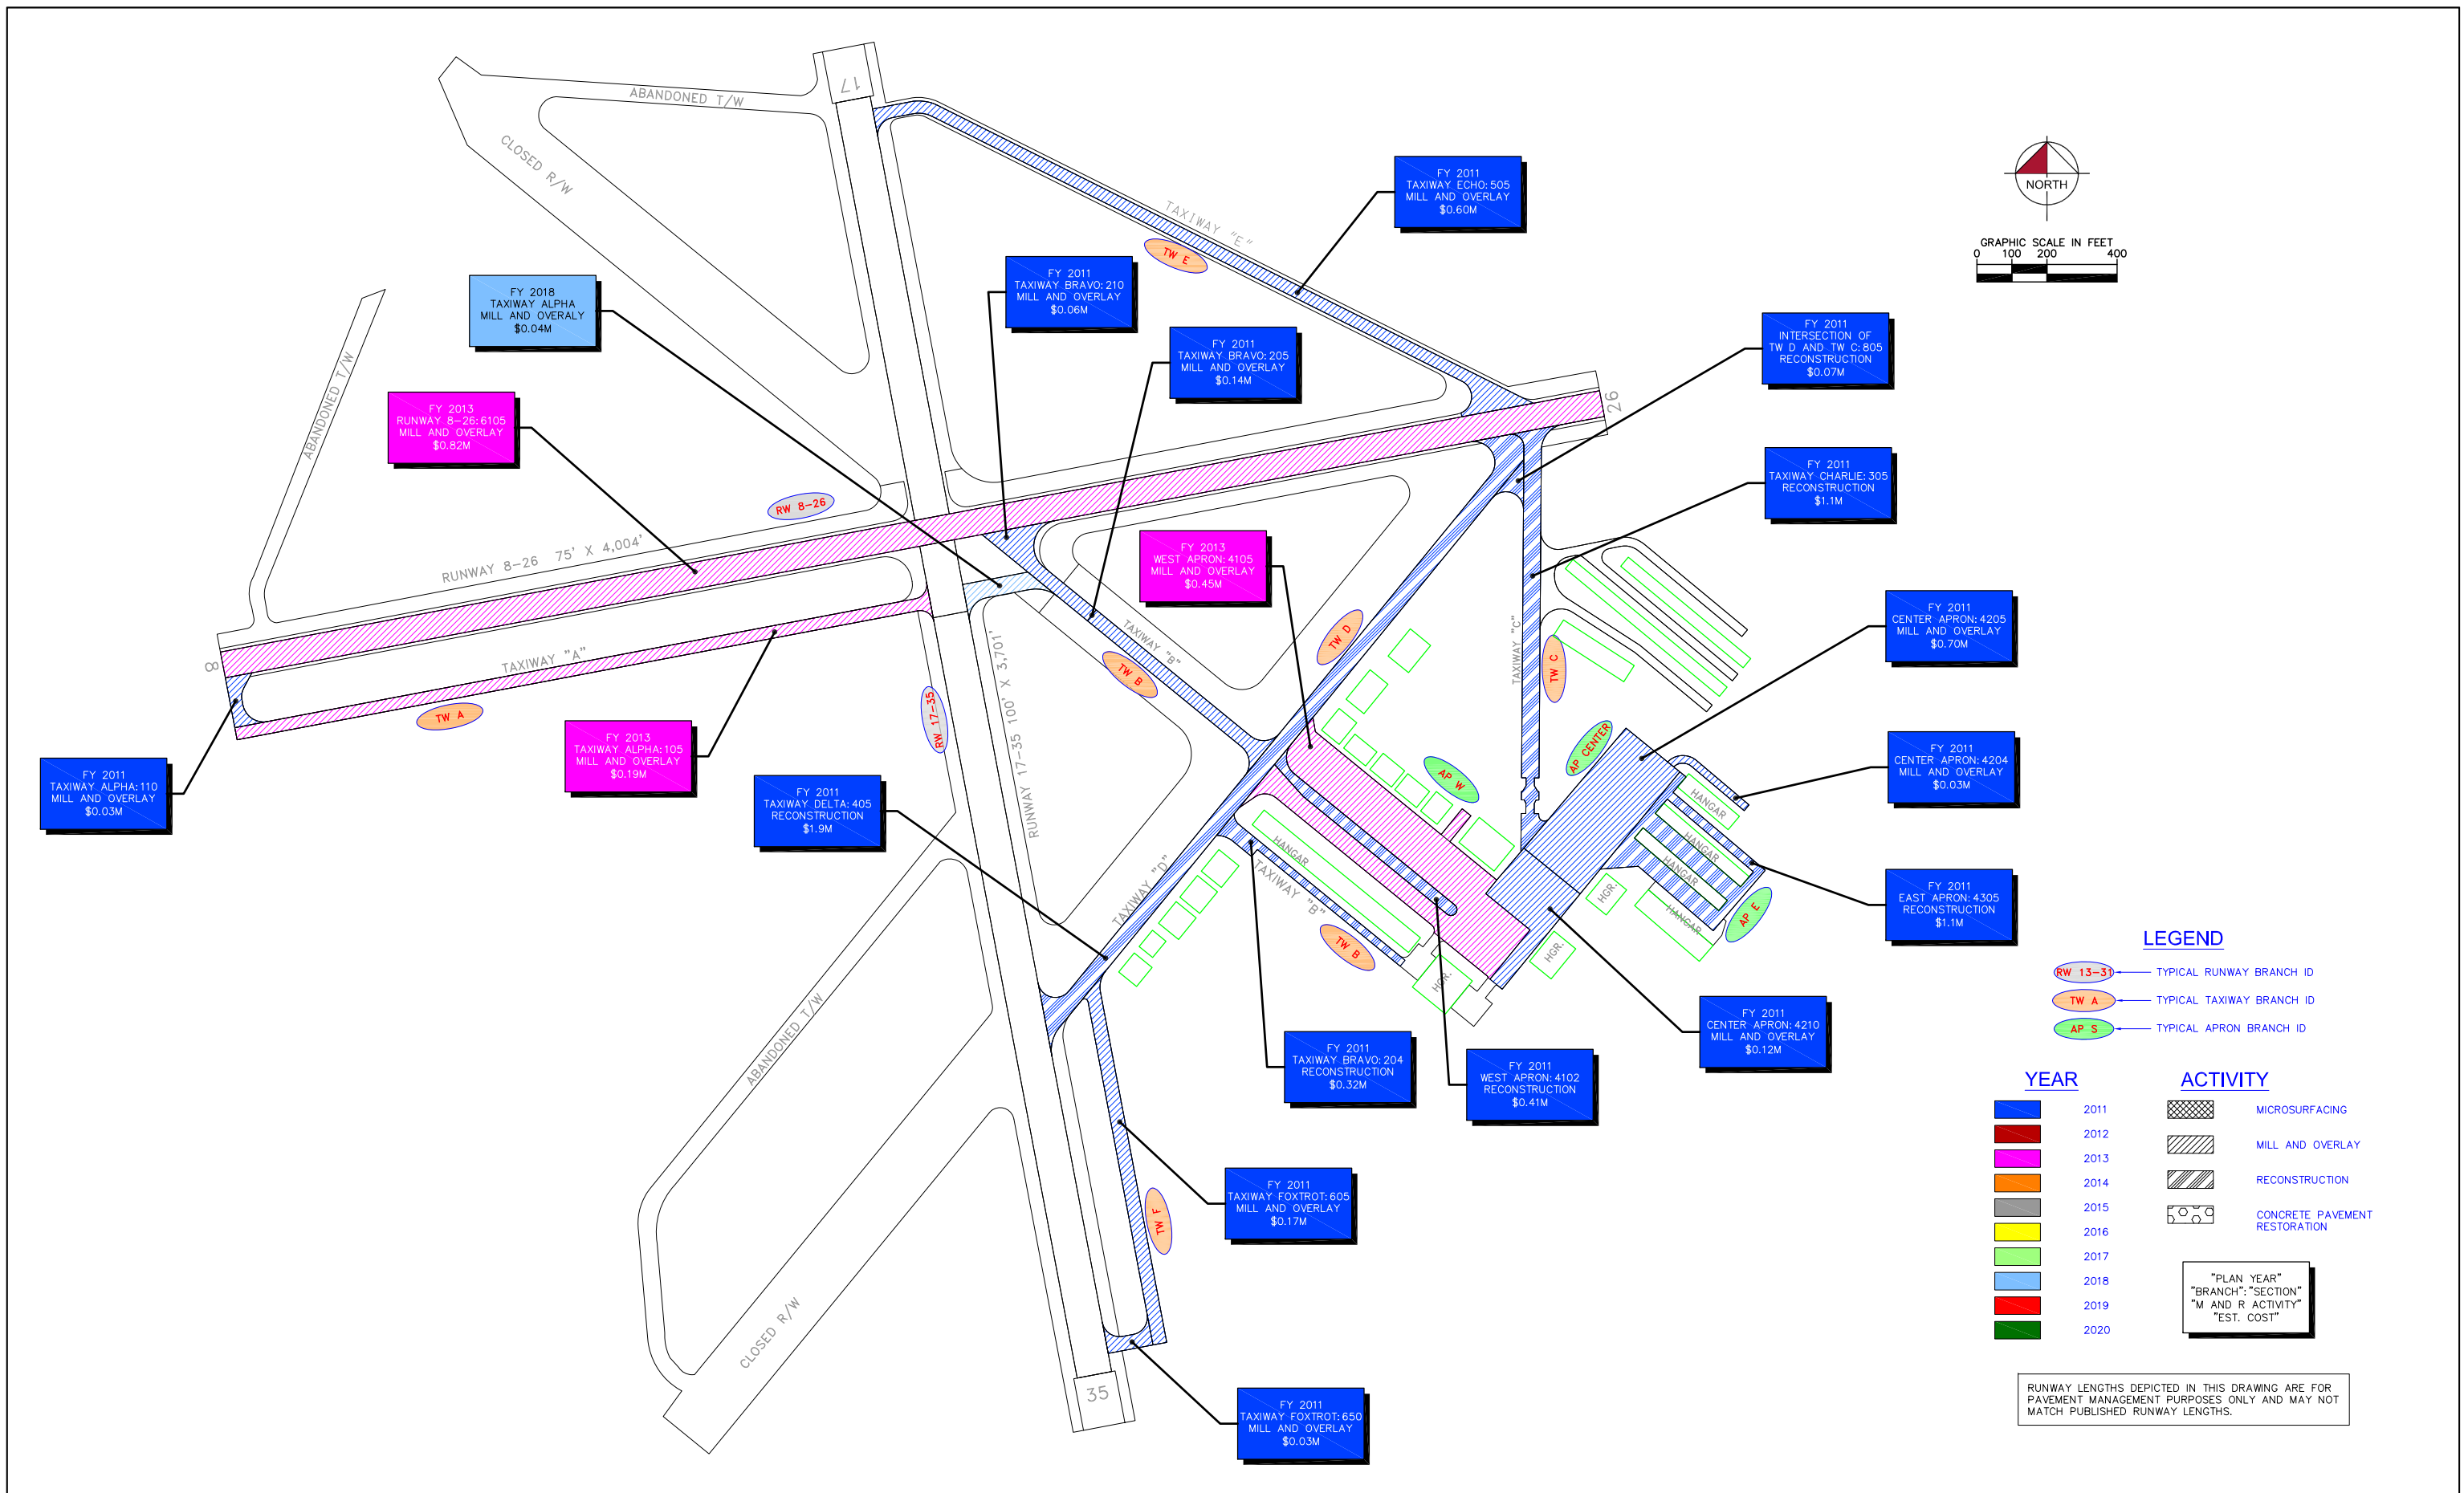 17
ABANDONED T/W
CLOSED R/W
FY 2011
TAXIWAY ECHO: 505
MILL AND OVERLAY
$0.60M
NORTH
GRAPHIC SCALE IN FEET
0 100 200 400
TAXIWAY "E"
TW E
FY 2011
TAXIWAY BRAVO: 210
MILL AND OVERLAY
$0.06M
FY 2018
TAXIWAY ALPHA
MILL AND OVERALY
$0.04M
FY 2011
TAXIWAY BRAVO: 205
MILL AND OVERLAY
$0.14M
FY 2011
INTERSECTION OF
TW D AND TW C: 805
RECONSTRUCTION
$0.07M
ABANDONED T/W
FY 2013
RUNWAY 8-26: 6105
MILL AND OVERLAY
$0.82M
26
FY 2011
TAXIWAY CHARLIE: 305
RECONSTRUCTION
$1.1M
RW 8-26
RUNWAY 8-26 75' X 4,004'
FY 2013
WEST APRON: 4105
MILL AND OVERLAY
$0.45M
8
TAXIWAY "A"
TW A
RW 17-35
RUNWAY 17-35 100' X 3,701'
TAXIWAY "B"
TW B
TW D
TAXIWAY "C"
TW C
FY 2011
CENTER APRON: 4205
MILL AND OVERLAY
$0.70M
FY 2013
TAXIWAY ALPHA: 105
MILL AND OVERLAY
$0.19M
FY 2011
TAXIWAY ALPHA: 110
MILL AND OVERLAY
$0.03M
FY 2011
TAXIWAY DELTA: 405
RECONSTRUCTION
$1.9M
AP W
AP CENTER
FY 2011
CENTER APRON: 4204
MILL AND OVERLAY
$0.03M
HANGAR
HANGAR
HANGAR
HANGAR
HANGAR
HGR.
HGR.
HGR.
AP E
FY 2011
EAST APRON: 4305
RECONSTRUCTION
$1.1M
TAXIWAY "D"
TAXIWAY "B"
TW B
LEGEND
RW 13-31 TYPICAL RUNWAY BRANCH ID
TW A TYPICAL TAXIWAY BRANCH ID
AP S TYPICAL APRON BRANCH ID
FY 2011
CENTER APRON: 4210
MILL AND OVERLAY
$0.12M
ABANDONED T/W
FY 2011
TAXIWAY BRAVO: 204
RECONSTRUCTION
$0.32M
FY 2011
WEST APRON: 4102
RECONSTRUCTION
$0.41M
FY 2011
TAXIWAY FOXTROT: 605
MILL AND OVERLAY
$0.17M
TW F
CLOSED R/W
35
FY 2011
TAXIWAY FOXTROT: 650
MILL AND OVERLAY
$0.03M
YEAR
2011
2012
2013
2014
2015
2016
2017
2018
2019
2020
ACTIVITY
MICROSURFACING
MILL AND OVERLAY
RECONSTRUCTION
CONCRETE PAVEMENT
RESTORATION
"PLAN YEAR"
"BRANCH": "SECTION"
"M AND R ACTIVITY"
"EST. COST"
RUNWAY LENGTHS DEPICTED IN THIS DRAWING ARE FOR
PAVEMENT MANAGEMENT PURPOSES ONLY AND MAY NOT
MATCH PUBLISHED RUNWAY LENGTHS.